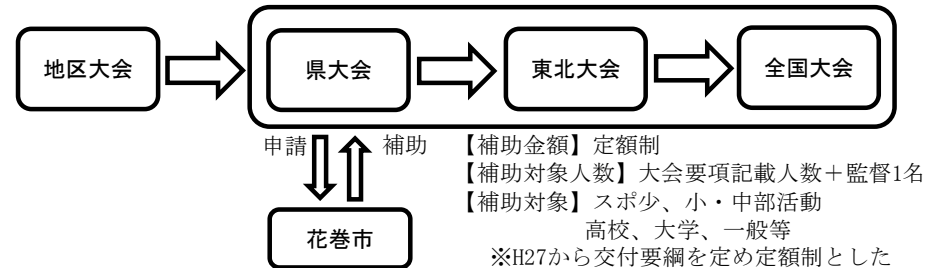 地区大会
県大会
東北大会
全国大会
申請
補助
【補助金額】定額制
【補助対象人数】大会要項記載人数+監督1名
【補助対象】スポ少、小・中部活動
高校、大学、一般等
※H27から交付要綱を定め定額制とした
花巻市